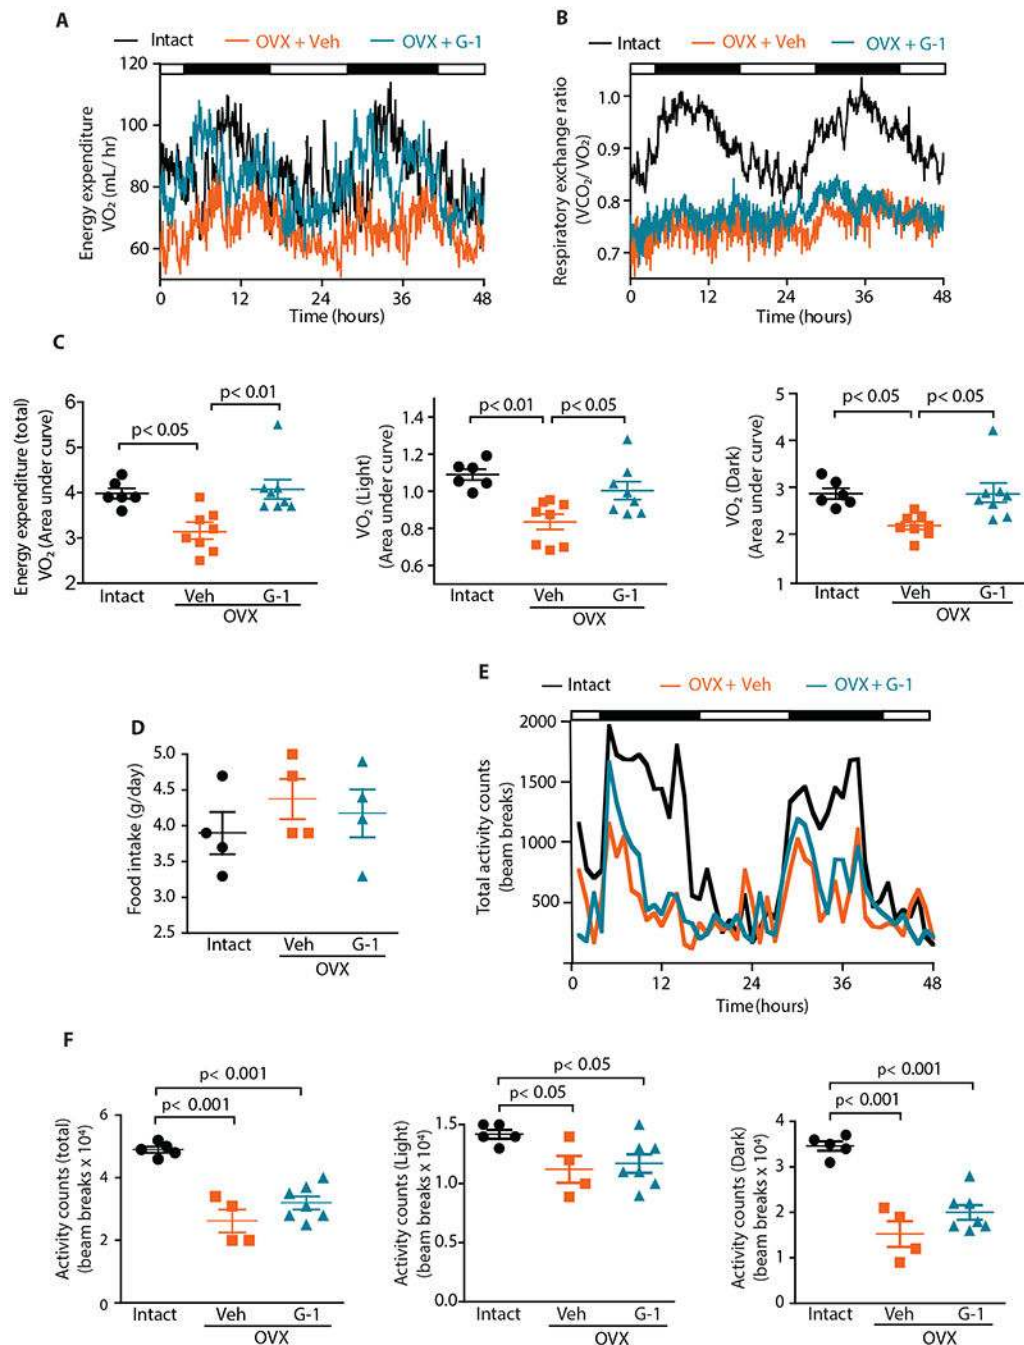 A
Intact OVX + Veh OVX + G-1
120
100
80
60
Energy expenditure
VO₂ (mL/ hr)
0 12 24 36 48
Time (hours)
B
Intact OVX + Veh OVX + G-1
1.0
0.9
0.8
0.7
Respiratory exchange ratio
(VCO₂/ VO₂)
0 12 24 36 48
Time (hours)
C
Energy expenditure (total)
VO₂ (Area under curve)
6
5
4
3
2
p< 0.05
p< 0.01
Intact Veh G-1
OVX
VO₂ (Light)
(Area under curve)
1.4
1.2
1.0
0.8
0.6
p< 0.01
p< 0.05
Intact Veh G-1
OVX
VO₂ (Dark)
(Area under curve)
5
4
3
2
1
p< 0.05
p< 0.05
Intact Veh G-1
OVX
D
Food intake (g/day)
5.0
4.5
4.0
3.5
3.0
2.5
Intact Veh G-1
OVX
E
Intact OVX + Veh OVX + G-1
Total activity counts
(beam breaks)
2000
1500
1000
500
0 12 24 36 48
Time (hours)
F
Activity counts (total)
(beam breaks x 10⁴)
6
4
2
0
p< 0.001
p< 0.001
Intact Veh G-1
OVX
Activity counts (Light)
(beam breaks x 10⁴)
1.5
1.0
0.5
0.0
p< 0.05
p< 0.05
Intact Veh G-1
OVX
Activity counts (Dark)
(beam breaks x 10⁴)
4
3
2
1
0
p< 0.001
p< 0.001
Intact Veh G-1
OVX